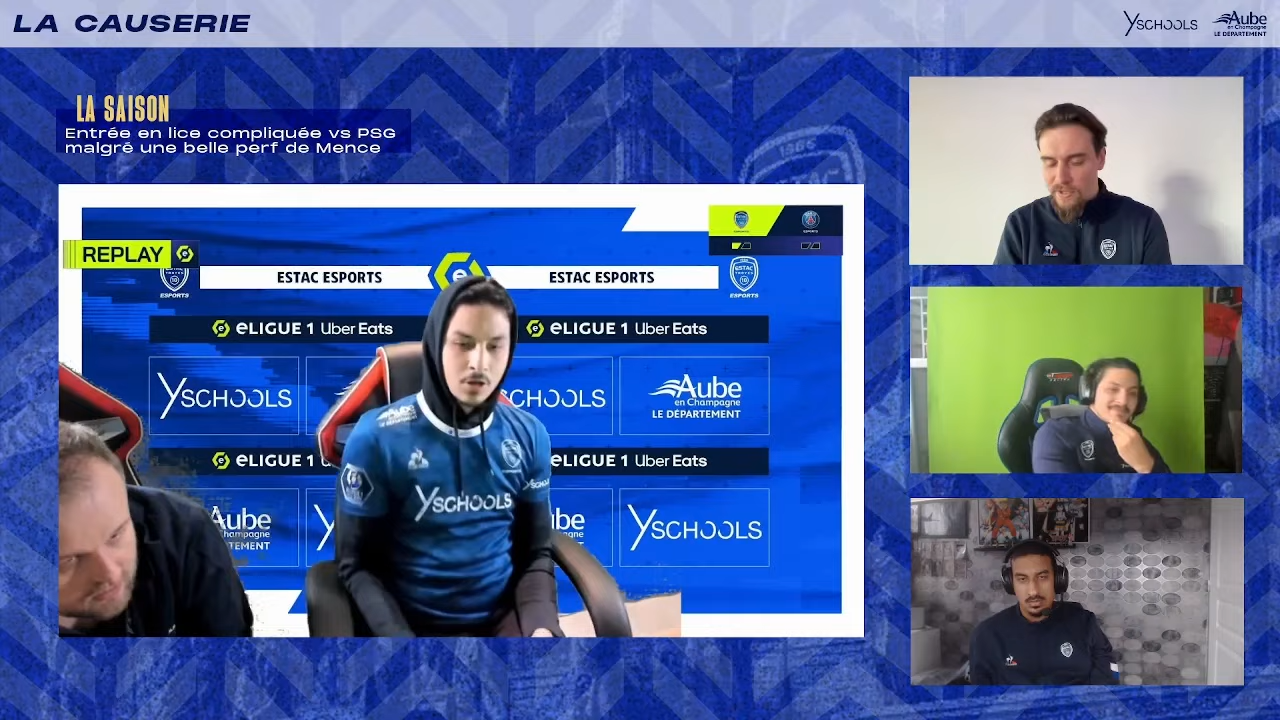 LA CAUSERIE
YSCHOOLS
Aube
en Champagne
LE DÉPARTEMENT
LA SAISON
Entrée en lice compliquée vs PSG
malgré une belle perf de Mence
REPLAY
ESTAC ESPORTS
ESTAC ESPORTS
ESPORTS
ESPORTS
eLIGUE 1 Uber Eats
eLIGUE 1 Uber Eats
YSCHOOLS
SCHOOLS
Aube
en Champagne
LE DÉPARTEMENT
eLIGUE 1
eLIGUE 1 Uber Eats
Aube
YSCHOOLS
YSCHOOLS